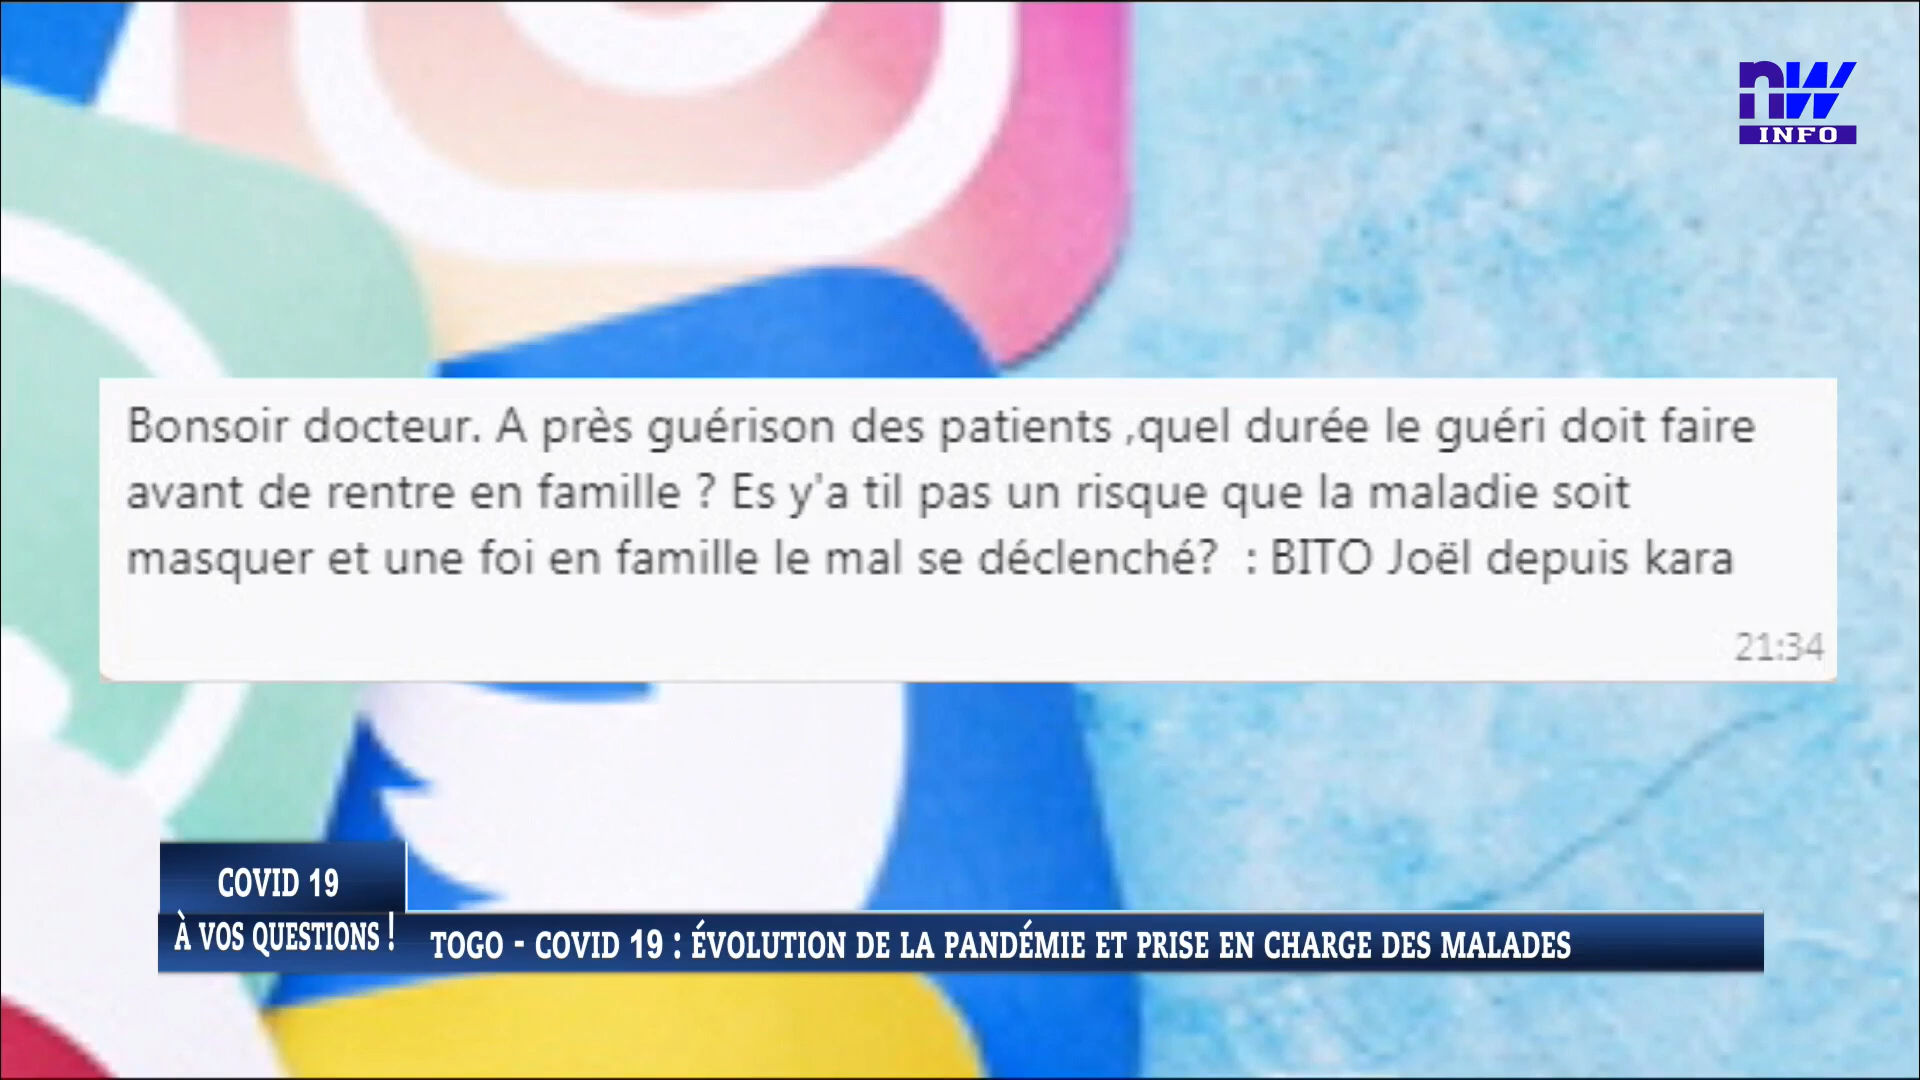 nw
INFO
Bonsoir docteur. A près guérison des patients ,quel durée le guéri doit faire
avant de rentre en famille ? Es y'a til pas un risque que la maladie soit
masquer et une foi en famille le mal se déclenché?  : BITO Joël depuis kara
21:34
COVID 19
À VOS QUESTIONS !
TOGO - COVID 19 : ÉVOLUTION DE LA PANDÉMIE ET PRISE EN CHARGE DES MALADES